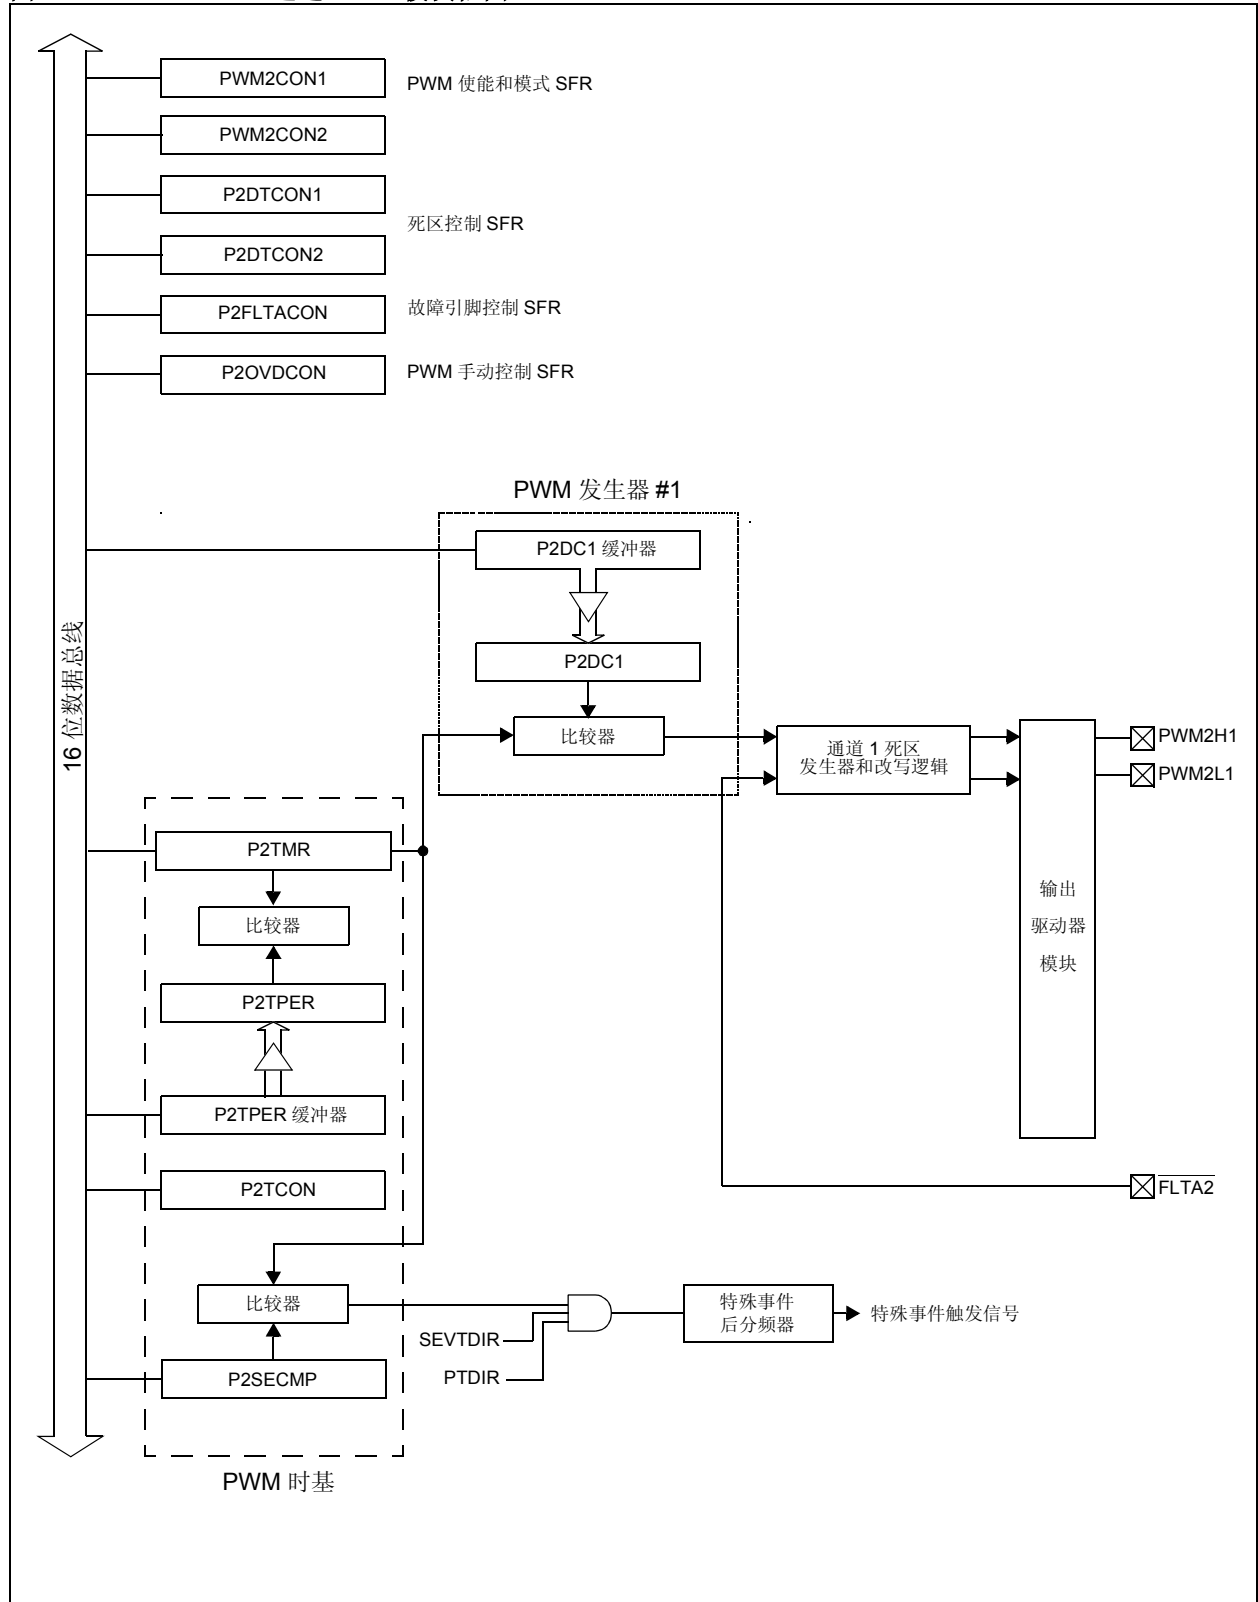 PWM2CON1
PWM 使能和模式 SFR
PWM2CON2
P2DTCON1
死区控制 SFR
P2DTCON2
P2FLTACON
故障引脚控制 SFR
P2OVDCON
PWM 手动控制 SFR
PWM 发生器 #1
P2DC1 缓冲器
P2DC1
比较器
通道 1 死区
发生器和改写逻辑
PWM2H1
PWM2L1
16 位数据总线
P2TMR
比较器
P2TPER
P2TPER 缓冲器
P2TCON
输出
驱动器
模块
FLTA2
比较器
SEVTDIR
PTDIR
特殊事件
后分频器
特殊事件触发信号
P2SECMP
PWM 时基